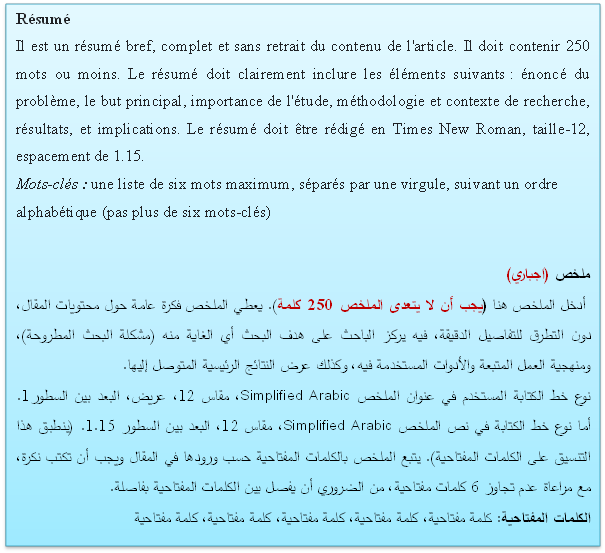 Résumé
Il est un résumé bref, complet et sans retrait du contenu de l'article. Il doit contenir 250
mots ou moins. Le résumé doit clairement inclure les éléments suivants : énoncé du
problème, le but principal, importance de l'étude, méthodologie et contexte de recherche,
résultats, et implications. Le résumé doit être rédigé en Times New Roman, taille-12,
espacement de 1.15.
Mots-clés : une liste de six mots maximum, séparés par une virgule, suivant un ordre
alphabétique (pas plus de six mots-clés)
ملخص (اجباري)
أدخل الملخص هنا (يجب أن لا يتعدى الملخص 250 كلمة). يعطي الملخص فكرة عامة حول محتويات المقال،
دون التطرق للتفاصيل الدقيقة، فيه يركز الباحث على هدف البحث أي الغاية منه (مشكلة البحث المطروحة)،
ومنهجية العمل المتبعة والأدوات المستخدمة فيه، وكذلك عرض النتائج الرئيسية المتوصل إليها.
نوع خط الكتابة المستخدم في عنوان الملخص Simplified Arabic، مقاس 12، عريض، البعد بين السطور1.
أما نوع خط الكتابة في نص الملخص Simplified Arabic، مقاس 12، البعد بين السطور 1.15. (ينطبق هذا
التنسيق على الكلمات المفتاحية). يتبع الملخص بالكلمات المفتاحية حسب ورودها في المقال ويجب أن تكتب نكرة،
مع مراعاة عدم تجاوز 6 كلمات مفتاحية، من الضروري أن يفصل بين الكلمات المفتاحية بفاصلة.
الكلمات المفتاحية: كلمة مفتاحية، كلمة مفتاحية، كلمة مفتاحية، كلمة مفتاحية، كلمة مفتاحية